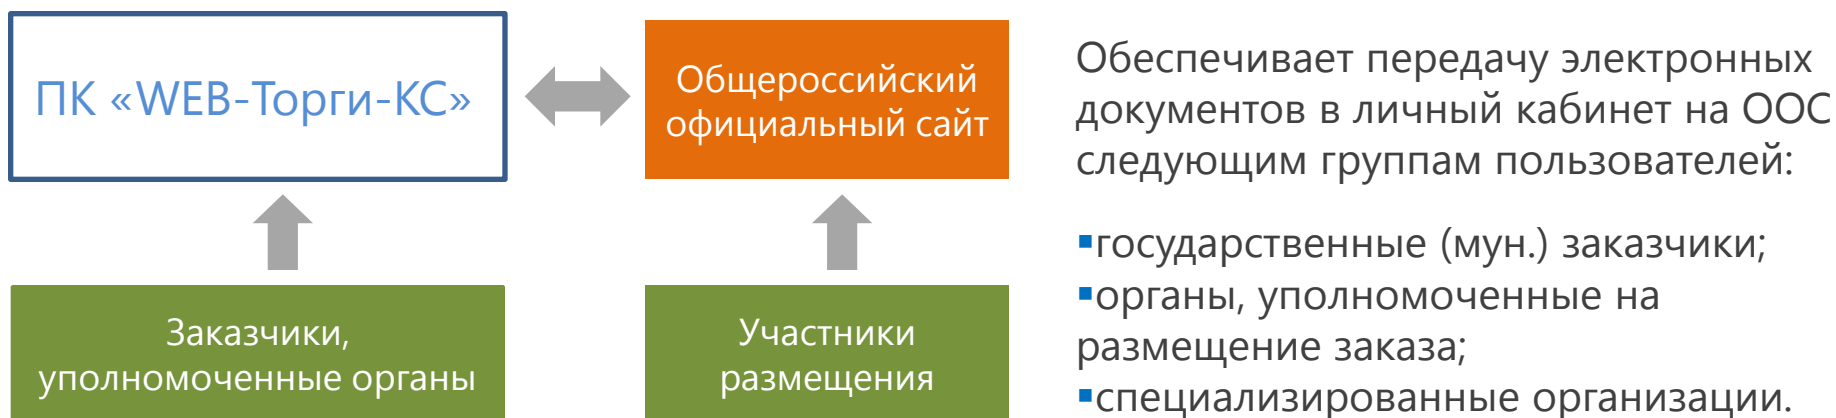 ПК «WEB-Торги-КС»
Общероссийский
официальный сайт
Заказчики,
уполномоченные органы
Участники
размещения
Обеспечивает передачу электронных
документов в личный кабинет на ООС
следующим группам пользователей:
▪государственные (мун.) заказчики;
▪органы, уполномоченные на
размещение заказа;
▪специализированные организации.